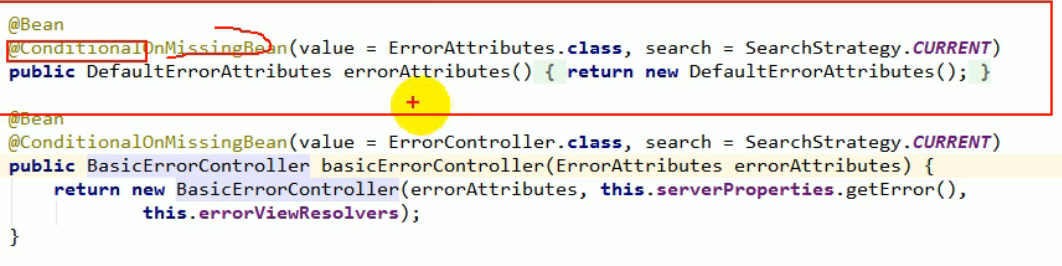 @Bean
@ConditionalOnMissingBean(value = ErrorAttributes.class, search = SearchStrategy.CURRENT)
public DefaultErrorAttributes errorAttributes() { return new DefaultErrorAttributes(); }
@Bean
@ConditionalOnMissingBean(value = ErrorController.class, search = SearchStrategy.CURRENT)
public BasicErrorController basicErrorController(ErrorAttributes errorAttributes) {
return new BasicErrorController(errorAttributes, this.serverProperties.getError(),
this.errorViewResolvers);
}